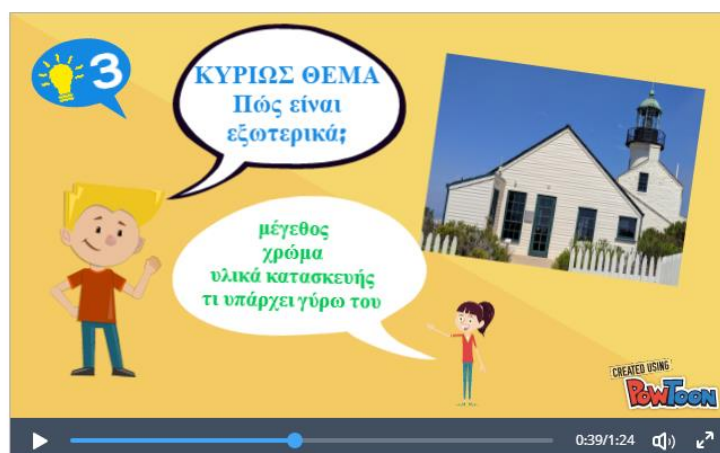 3
ΚΥΡΙΩΣ ΘΕΜΑ
Πώς είναι
εξωτερικά;
μέγεθος
χρώμα
υλικά κατασκευής
τι υπάρχει γύρω του
CREATED USING
POWTOON
0:39/1:24